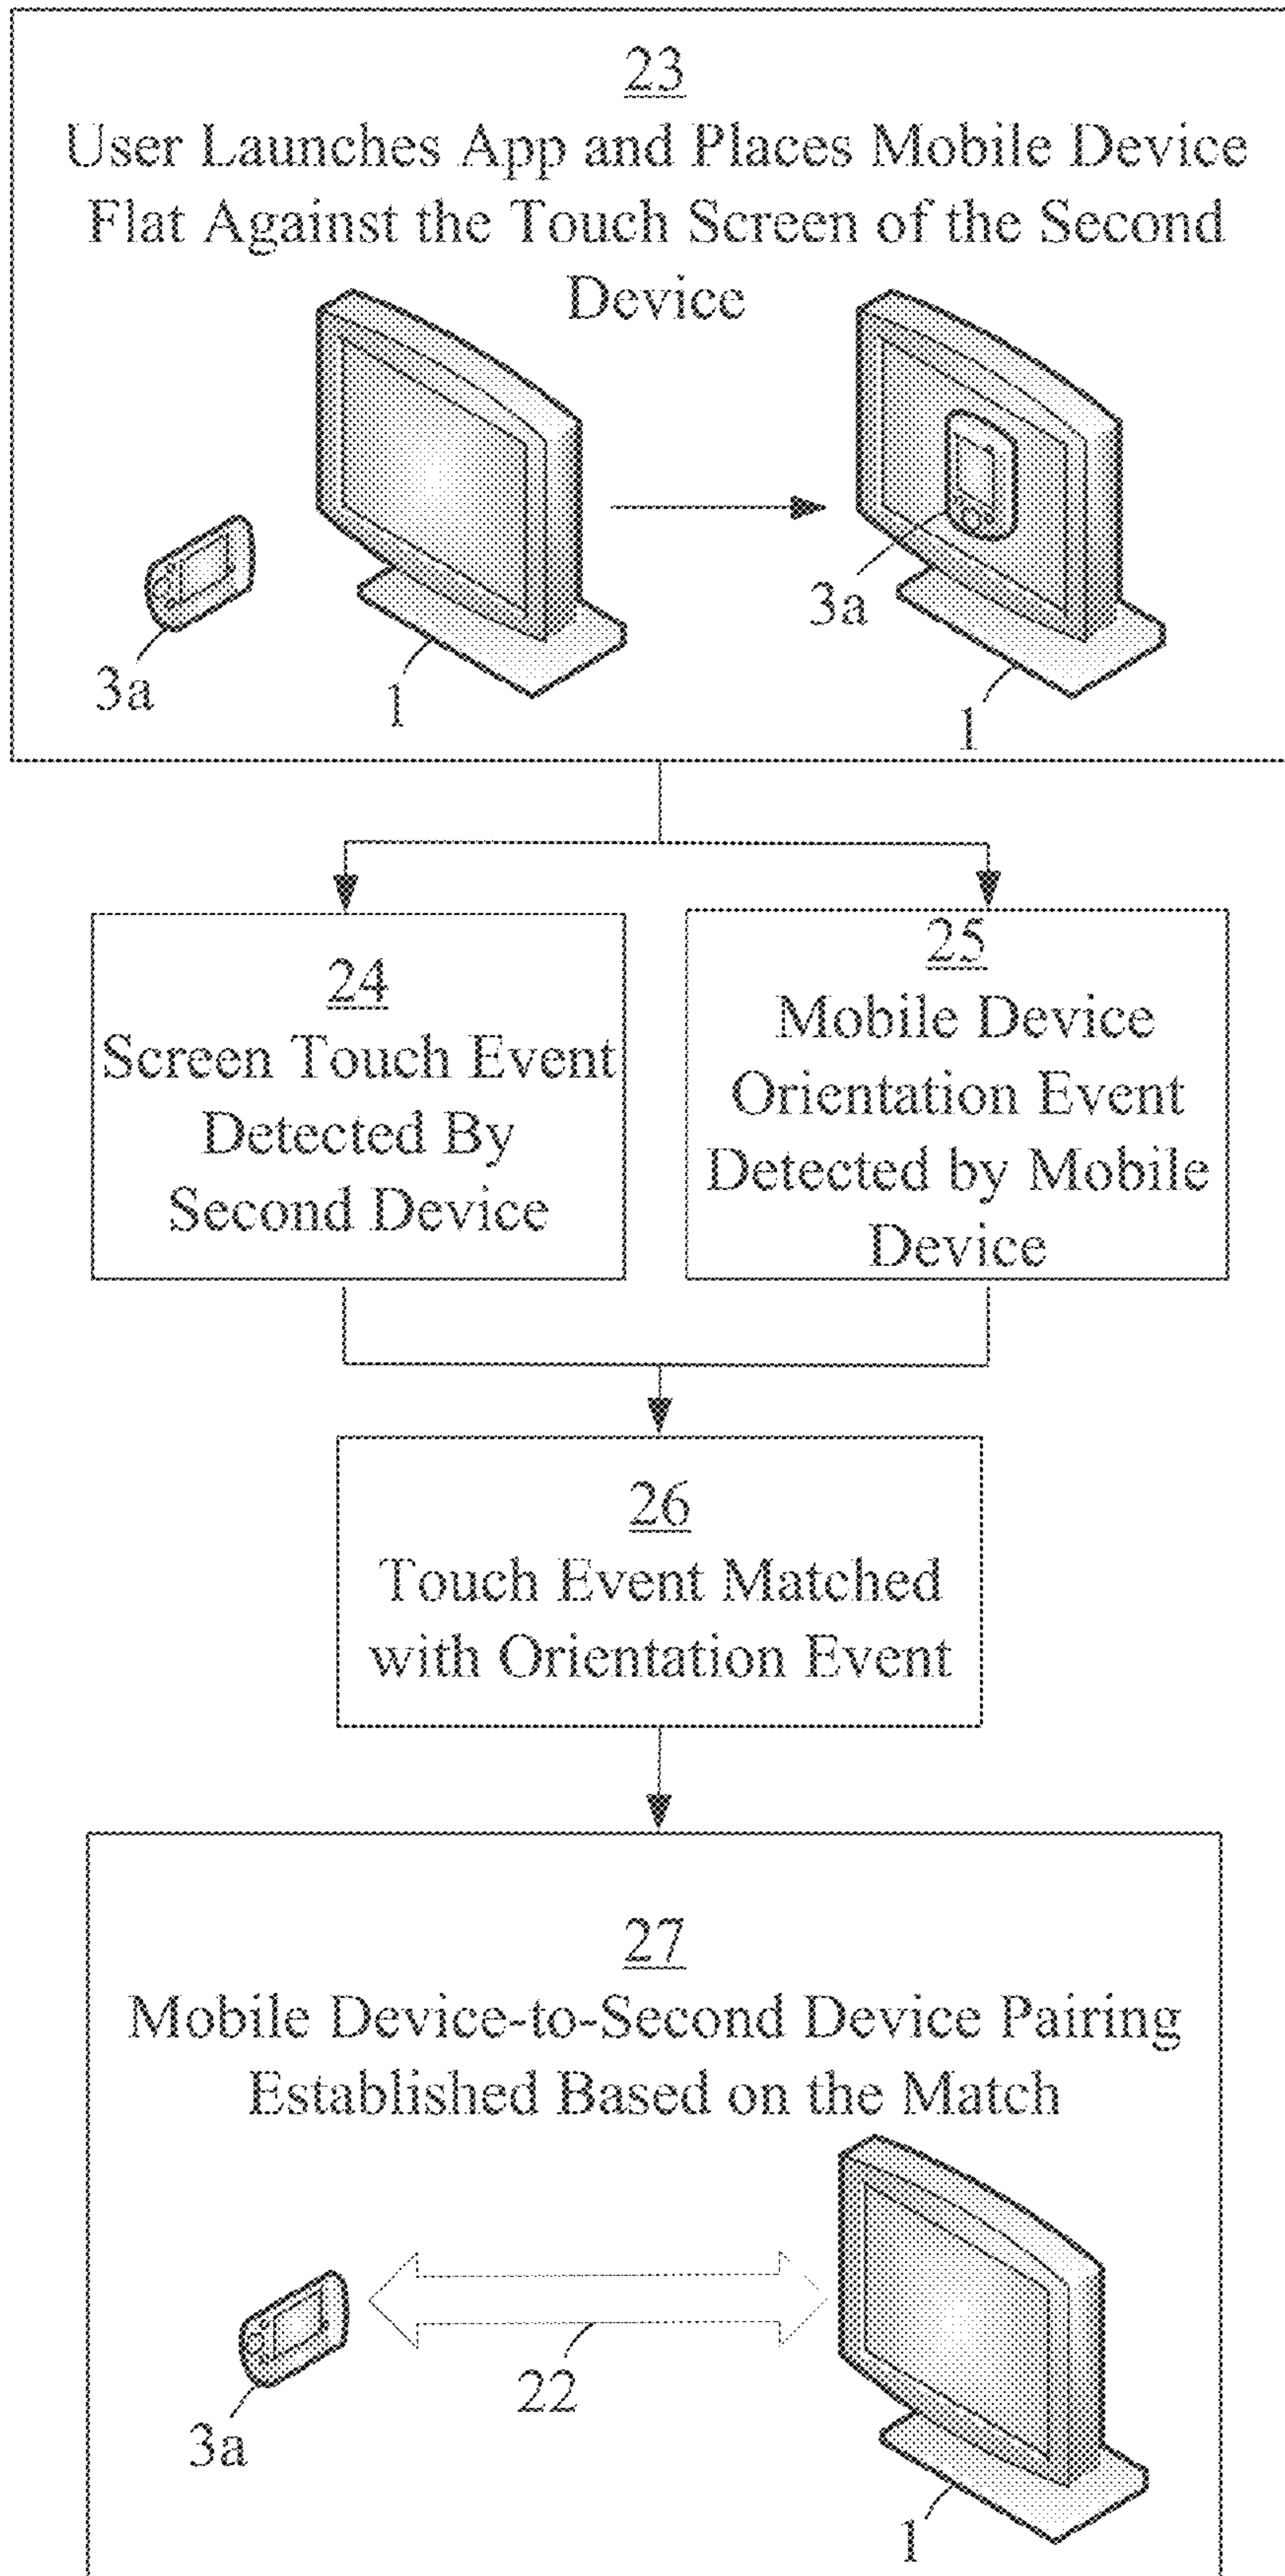 23
User Launches App and Places Mobile Device
Flat Against the Touch Screen of the Second
Device
3a
1
3a
1
24
Screen Touch Event
Detected By
Second Device
25
Mobile Device
Orientation Event
Detected by Mobile
Device
26
Touch Event Matched
with Orientation Event
27
Mobile Device-to-Second Device Pairing
Established Based on the Match
22
3a
1